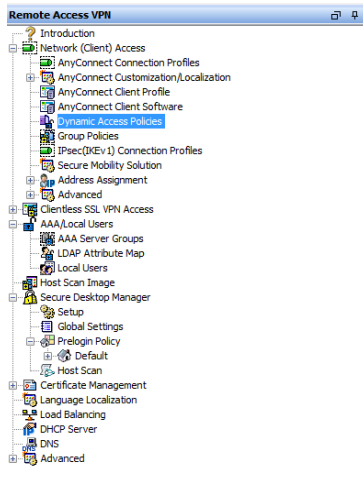 Remote Access VPN
Introduction
Network (Client) Access
AnyConnect Connection Profiles
AnyConnect Customization/Localization
AnyConnect Client Profile
AnyConnect Client Software
Dynamic Access Policies
Group Policies
IPsec(IKEv1) Connection Profiles
Secure Mobility Solution
Address Assignment
Advanced
Clientless SSL VPN Access
AAA/Local Users
AAA Server Groups
LDAP Attribute Map
Local Users
Host Scan Image
Secure Desktop Manager
Setup
Global Settings
Prelogin Policy
Default
Host Scan
Certificate Management
Language Localization
Load Balancing
DHCP Server
DNS
Advanced